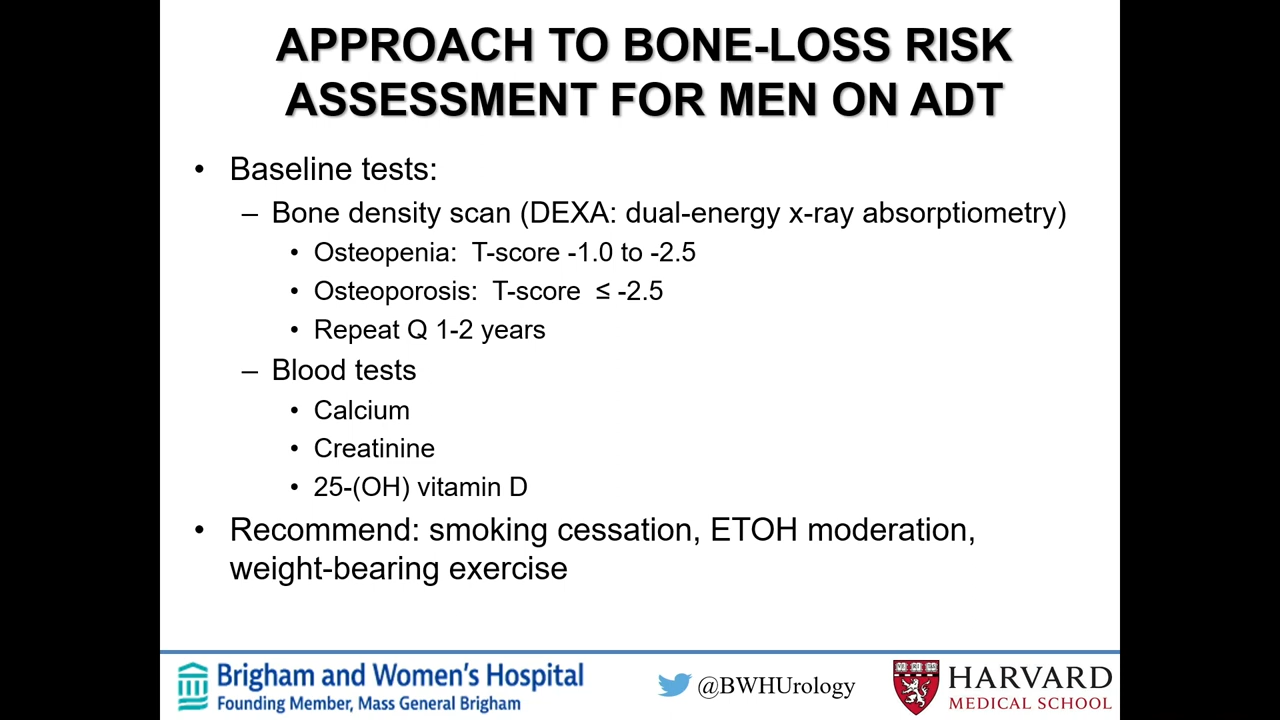 APPROACH TO BONE-LOSS RISK
ASSESSMENT FOR MEN ON ADT
• Baseline tests:
– Bone density scan (DEXA: dual-energy x-ray absorptiometry)
• Osteopenia: T-score -1.0 to -2.5
• Osteoporosis: T-score ≤ -2.5
• Repeat Q 1-2 years
– Blood tests
• Calcium
• Creatinine
• 25-(OH) vitamin D
• Recommend: smoking cessation, ETOH moderation,
weight-bearing exercise
Brigham and Women's Hospital
Founding Member, Mass General Brigham
@BWHUrology
HARVARD
MEDICAL SCHOOL